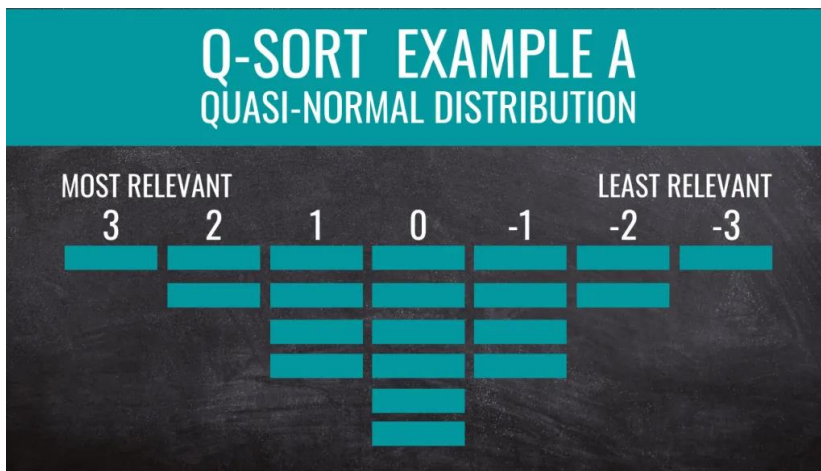 Q-SORT EXAMPLE A
QUASI-NORMAL DISTRIBUTION
MOST RELEVANT LEAST RELEVANT
3 2 1 0 -1 -2 -3